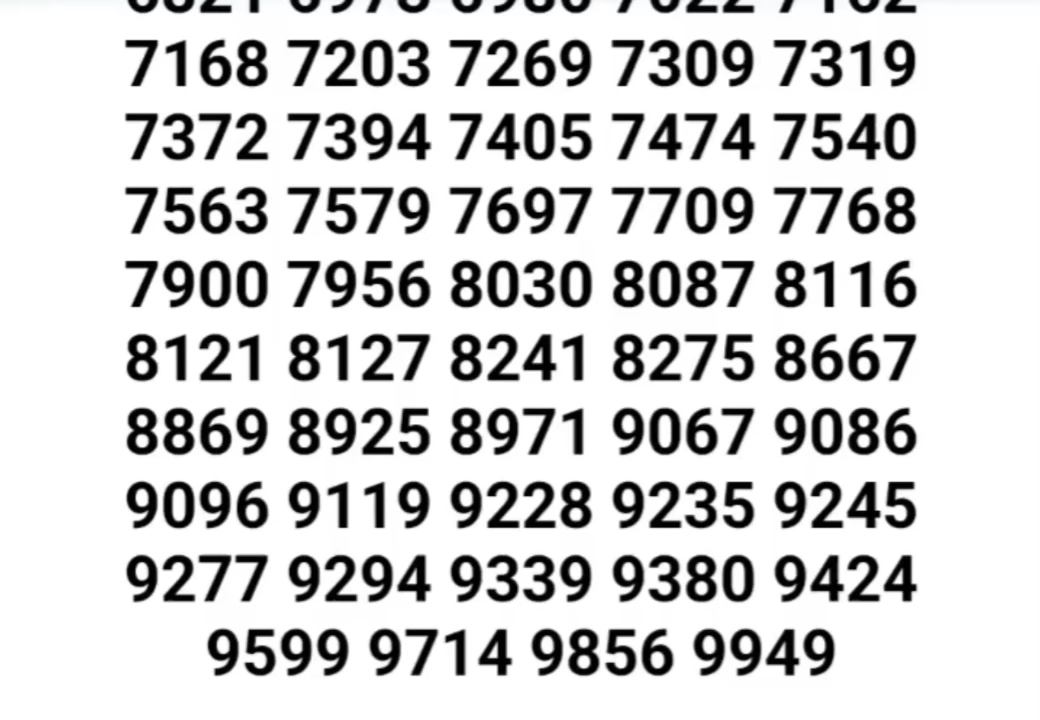 7168 7203 7269 7309 7319
7372 7394 7405 7474 7540
7563 7579 7697 7709 7768
7900 7956 8030 8087 8116
8121 8127 8241 8275 8667
8869 8925 8971 9067 9086
9096 9119 9228 9235 9245
9277 9294 9339 9380 9424
9599 9714 9856 9949